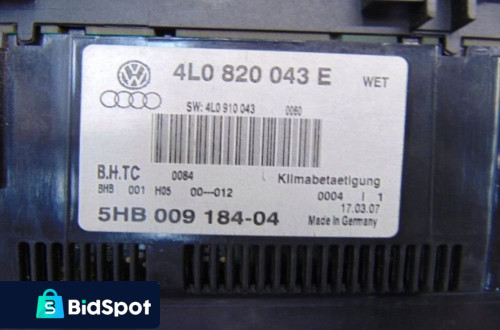 4L0 820 043 E WET
SW: 4L0 910 043 0060
B.H.TC 0084 Klimabetaetigung
BHB 001 H05 00---012 0004 I 1
17.03.07
5HB 009 184-04 Made in Germany
BidSpot